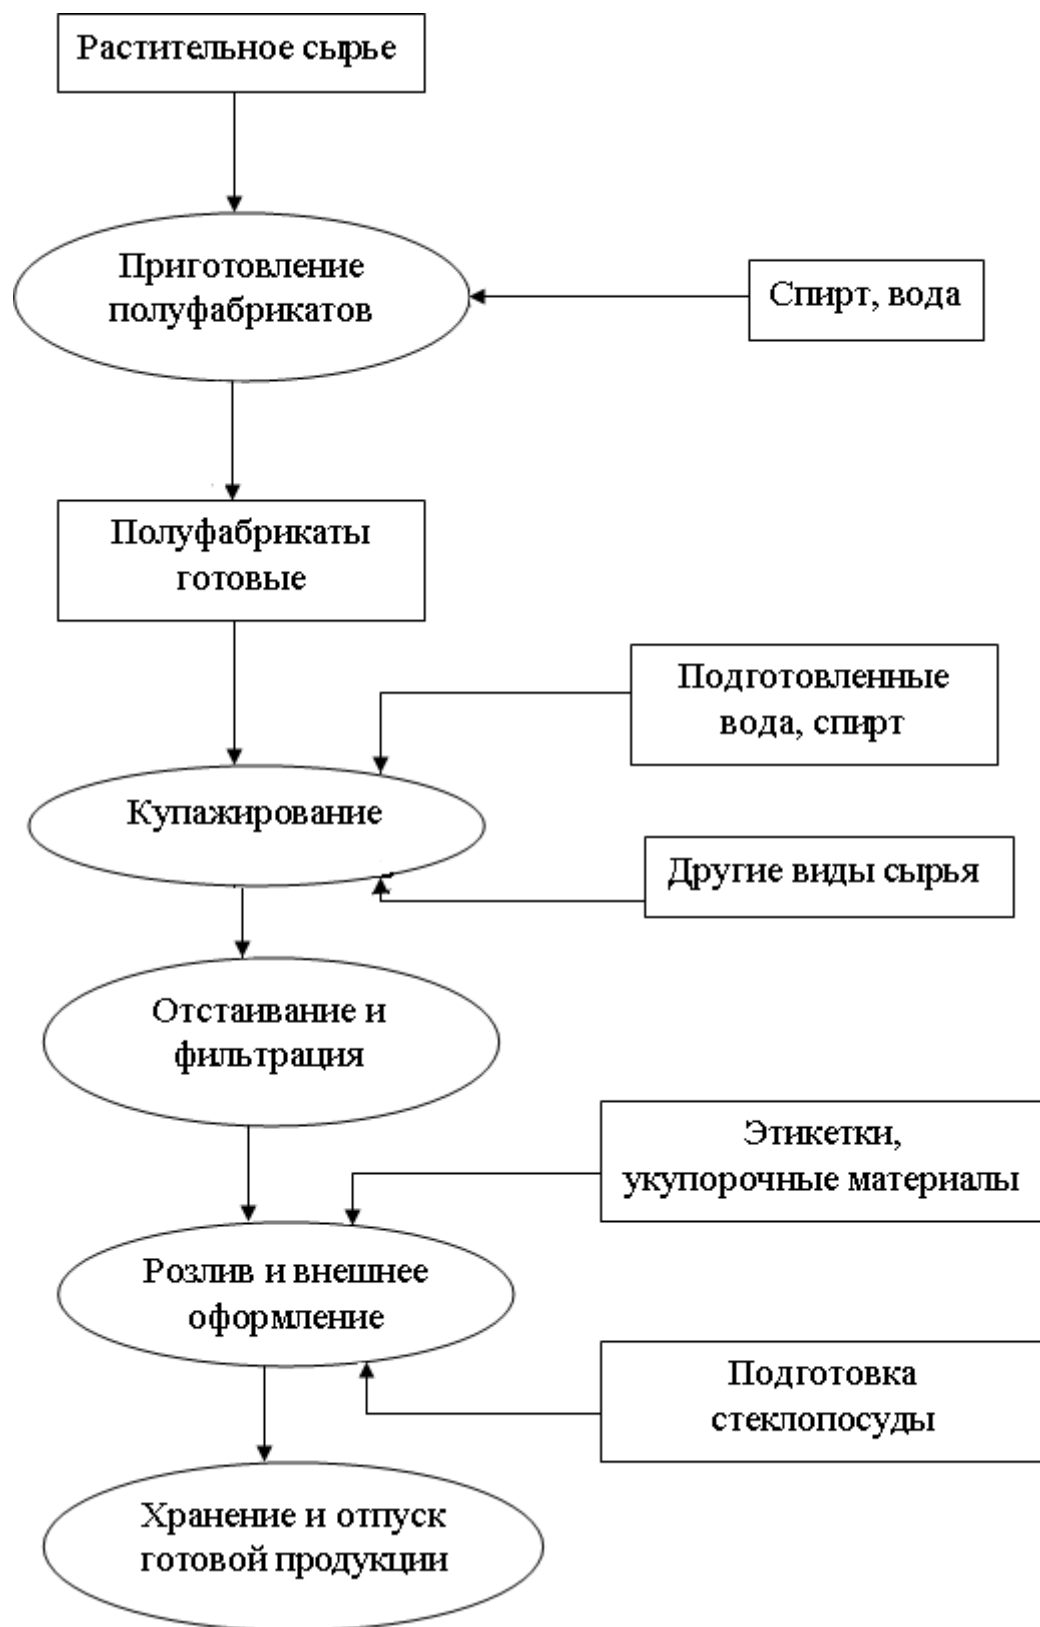 Растительное сырье
Приготовление
полуфабрикатов
Спирт, вода
Полуфабрикаты
готовые
Подготовленные
вода, спирт
Купажирование
Другие виды сырья
Отстаивание и
фильтрация
Этикетки,
укупорочные материалы
Розлив и внешнее
оформление
Подготовка
стеклопосуды
Хранение и отпуск
готовой продукции